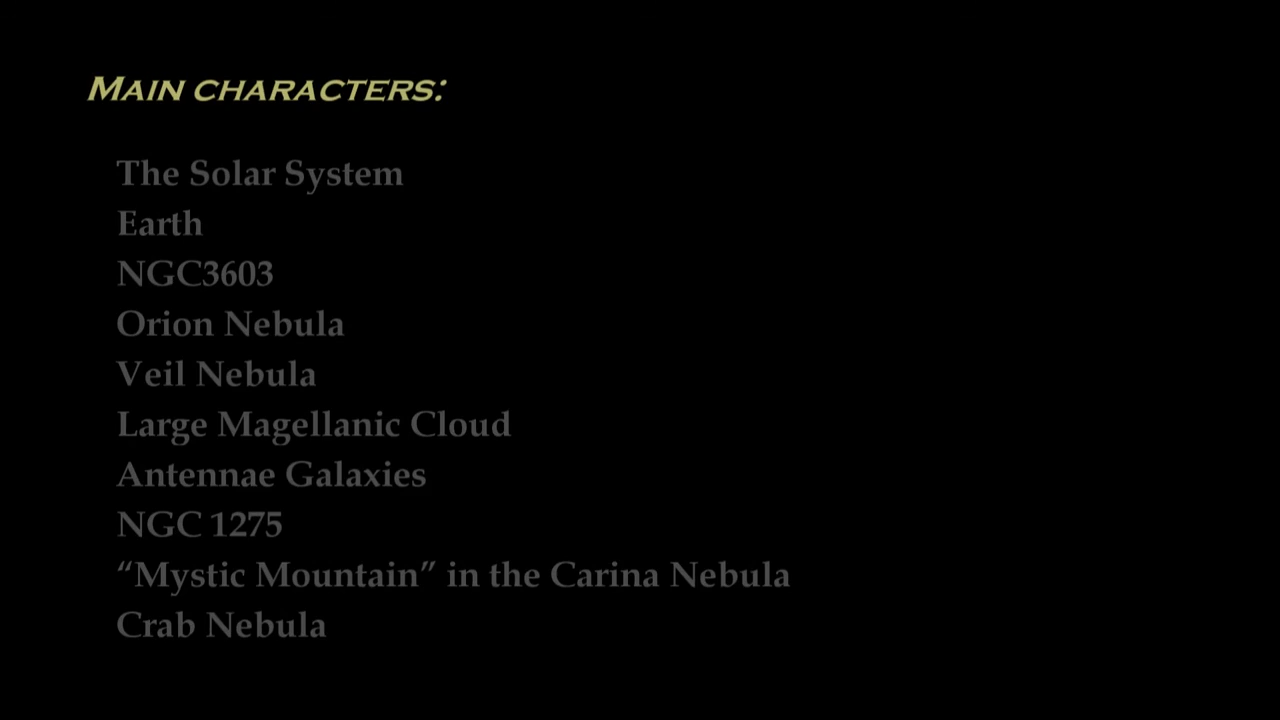 Main characters:
The Solar System
Earth
NGC3603
Orion Nebula
Veil Nebula
Large Magellanic Cloud
Antennae Galaxies
NGC 1275
“Mystic Mountain” in the Carina Nebula
Crab Nebula